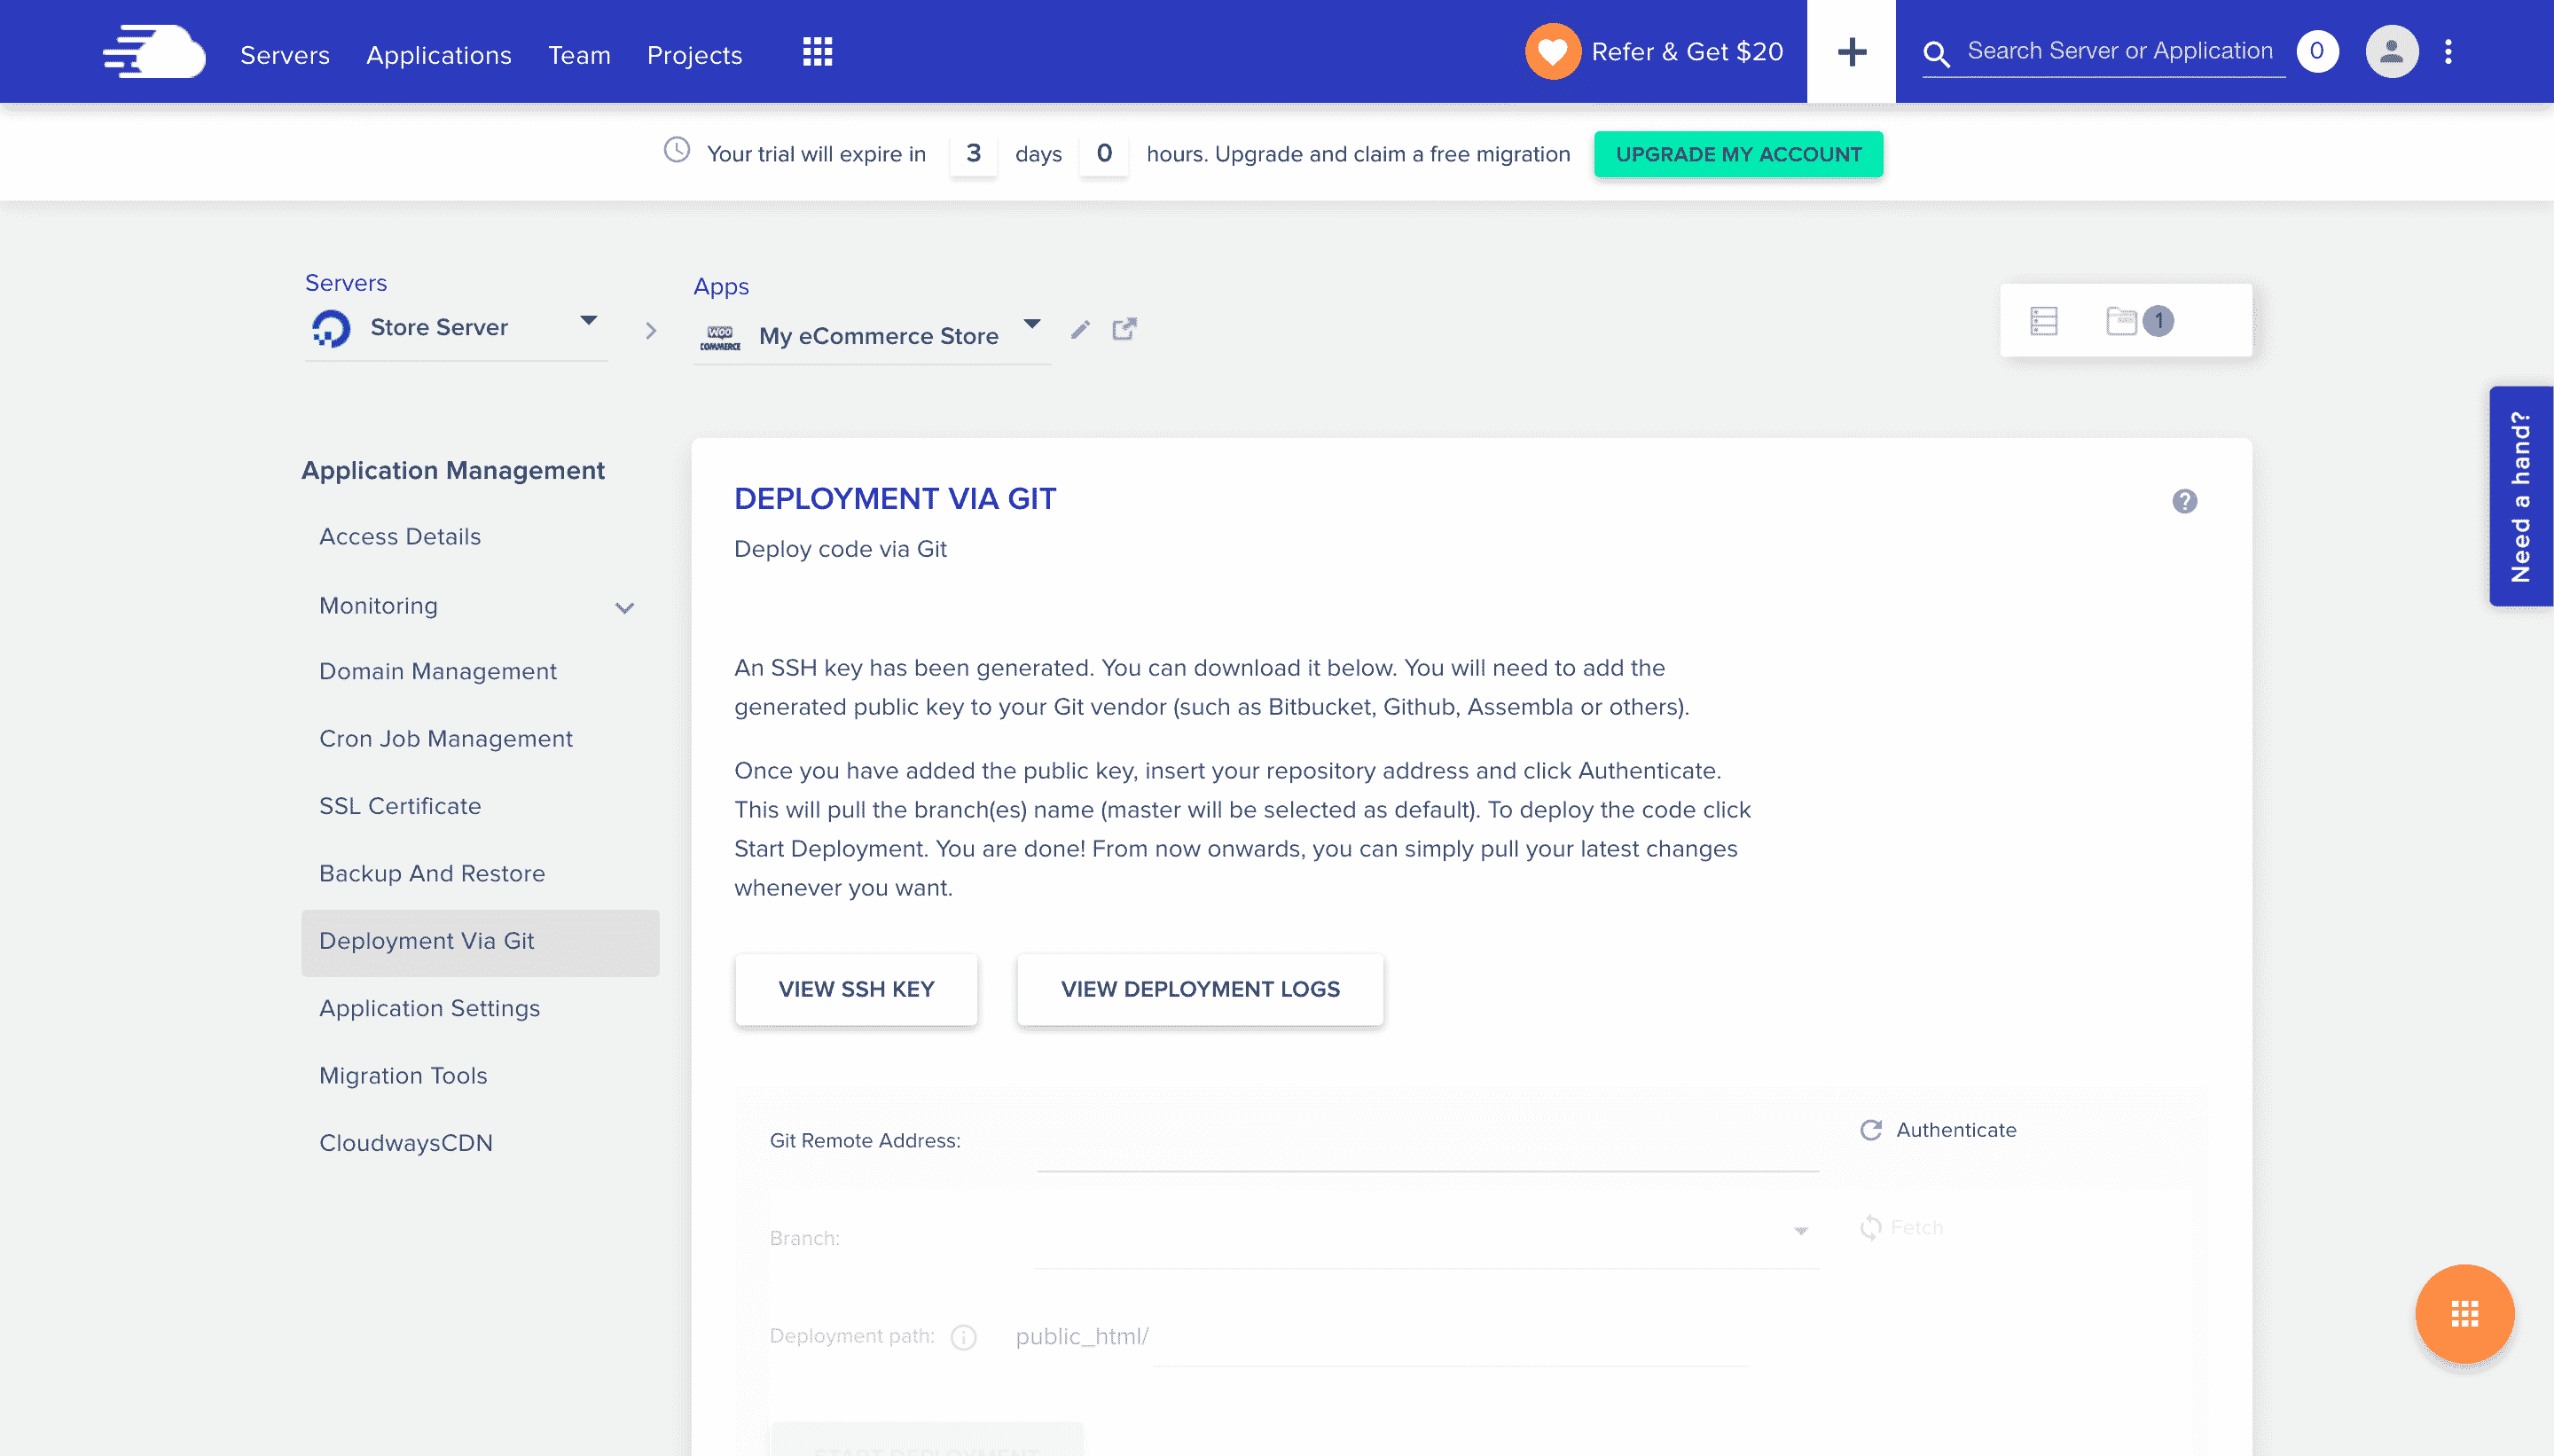 Servers Applications Team Projects Refer & Get $20 + Search Server or Application 0
Your trial will expire in 3 days 0 hours. Upgrade and claim a free migration UPGRADE MY ACCOUNT
Servers
Store Server
Apps
WOO COMMERCE My eCommerce Store
1
Need a hand?
Application Management
Access Details
Monitoring
Domain Management
Cron Job Management
SSL Certificate
Backup And Restore
Deployment Via Git
Application Settings
Migration Tools
CloudwaysCDN
DEPLOYMENT VIA GIT
?
Deploy code via Git
An SSH key has been generated. You can download it below. You will need to add the
generated public key to your Git vendor (such as Bitbucket, Github, Assembla or others).
Once you have added the public key, insert your repository address and click Authenticate.
This will pull the branch(es) name (master will be selected as default). To deploy the code click
Start Deployment. You are done! From now onwards, you can simply pull your latest changes
whenever you want.
VIEW SSH KEY VIEW DEPLOYMENT LOGS
Git Remote Address: Authenticate
Branch: Fetch
Deployment path: public_html/
START DEPLOYMENT